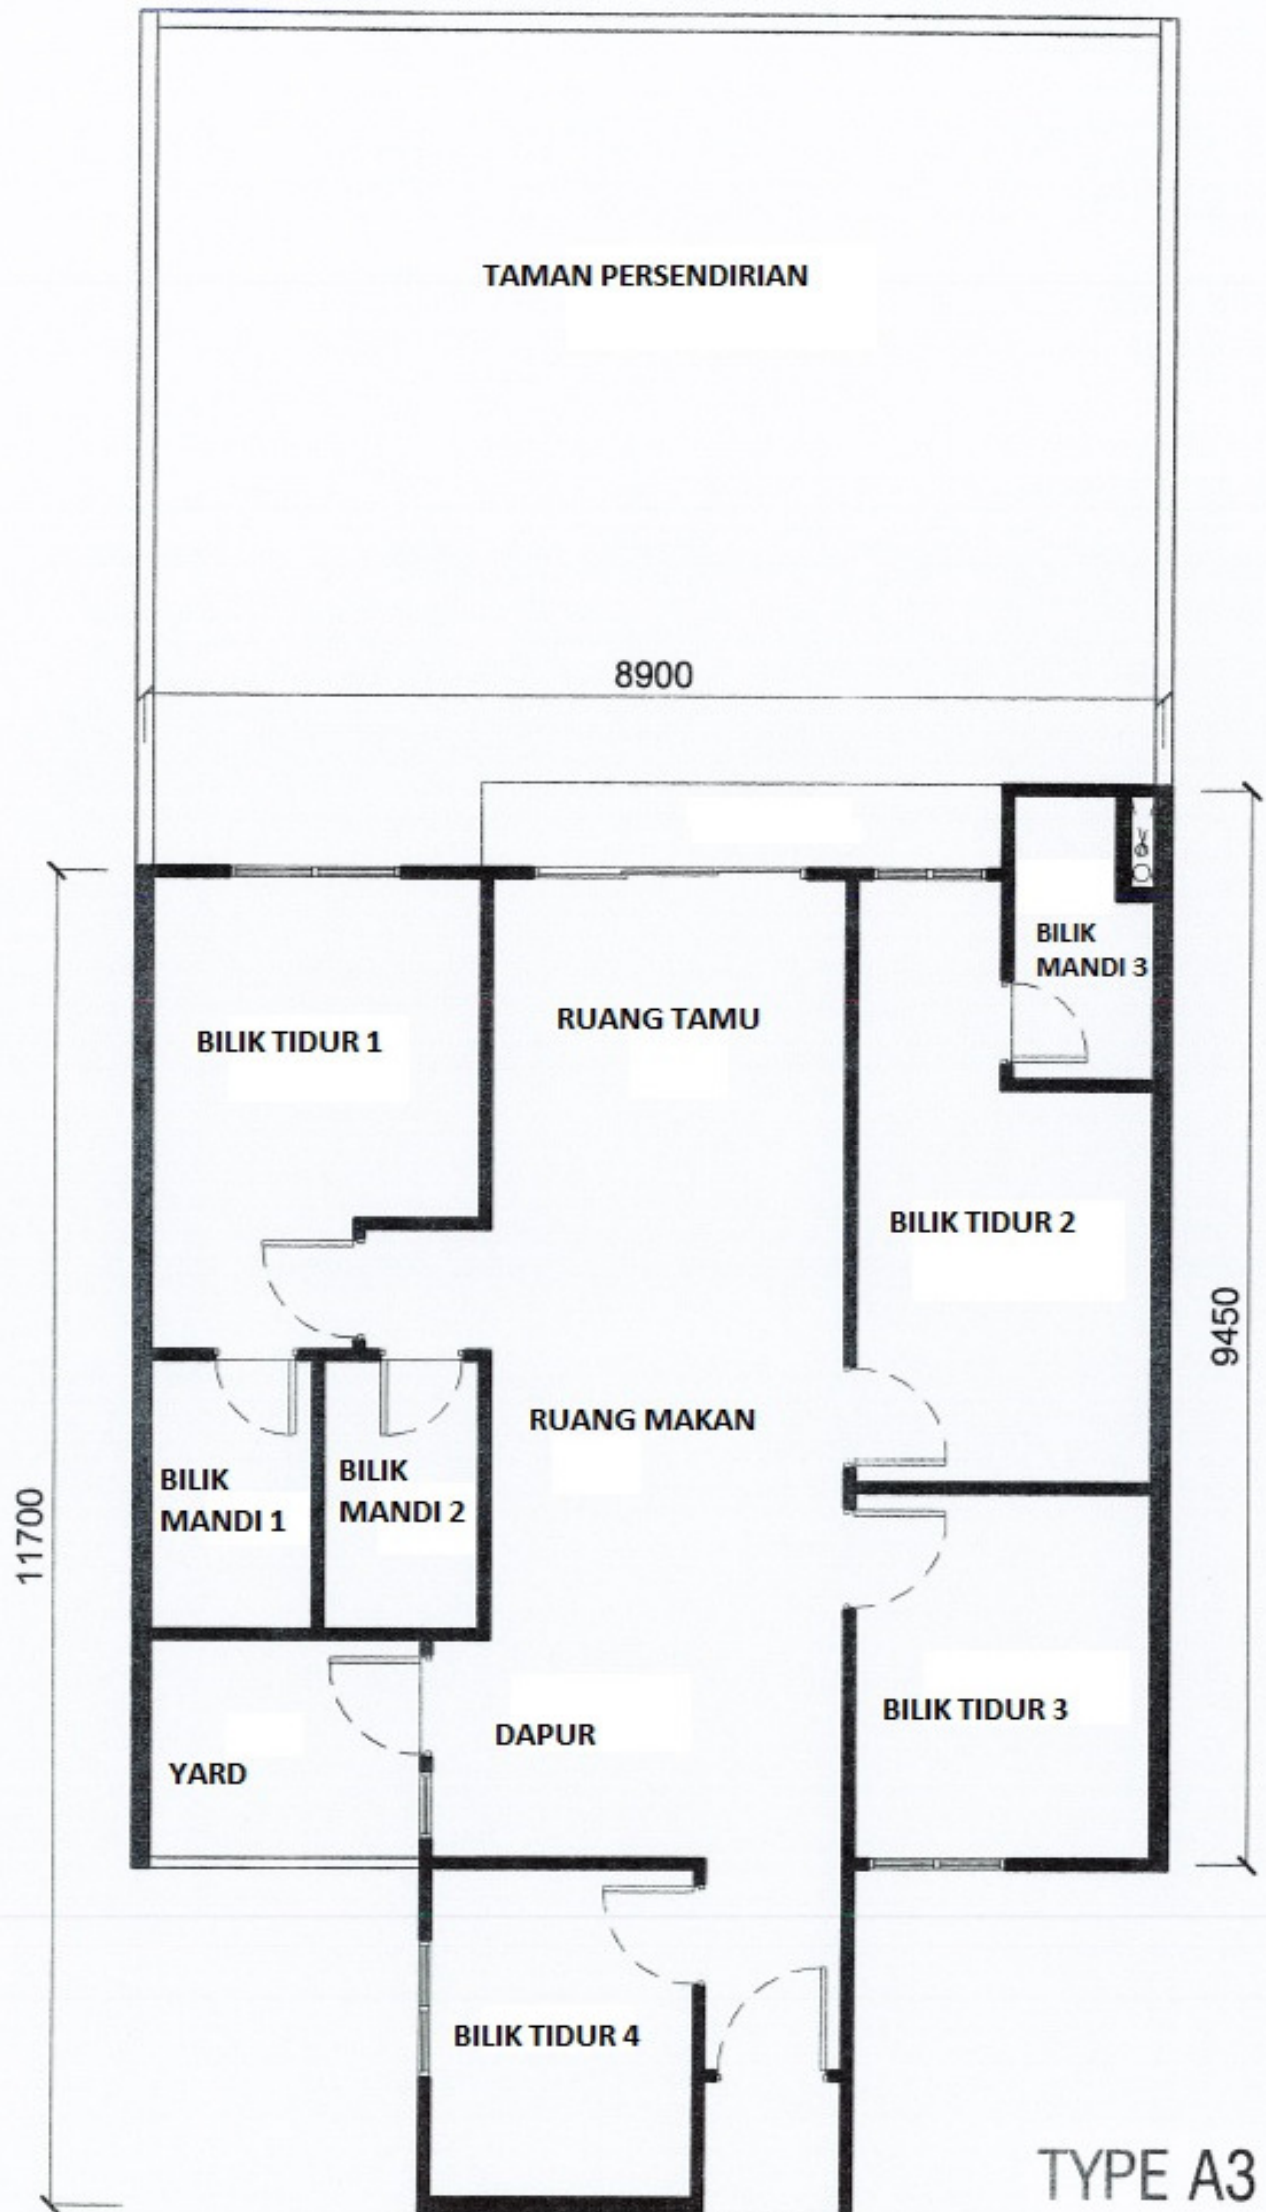 TAMAN PERSENDIRIAN
8900
BILIK
MANDI 3
RUANG TAMU
BILIK TIDUR 1
BILIK TIDUR 2
9450
RUANG MAKAN
BILIK
MANDI 1
BILIK
MANDI 2
11700
BILIK TIDUR 3
DAPUR
YARD
BILIK TIDUR 4
TYPE A3